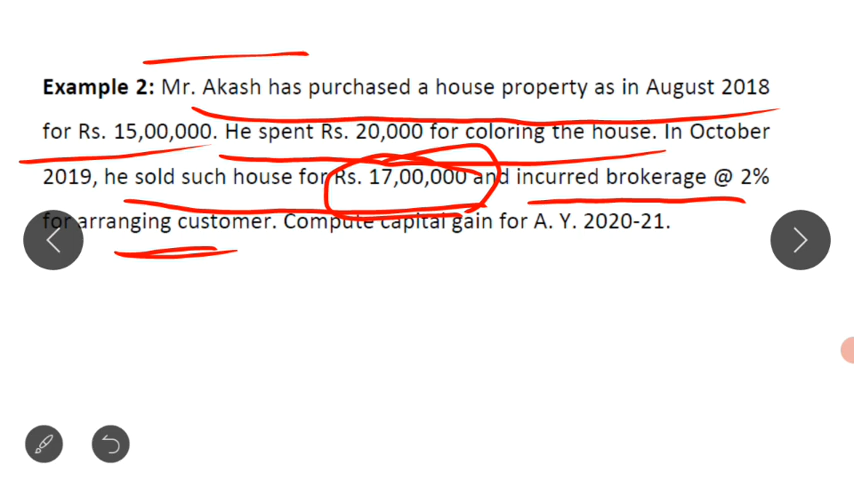 Example 2: Mr. Akash has purchased a house property as in August 2018
for Rs. 15,00,000. He spent Rs. 20,000 for coloring the house. In October
2019, he sold such house for Rs. 17,00,000 and incurred brokerage @ 2%
for arranging customer. Compute capital gain for A. Y. 2020-21.